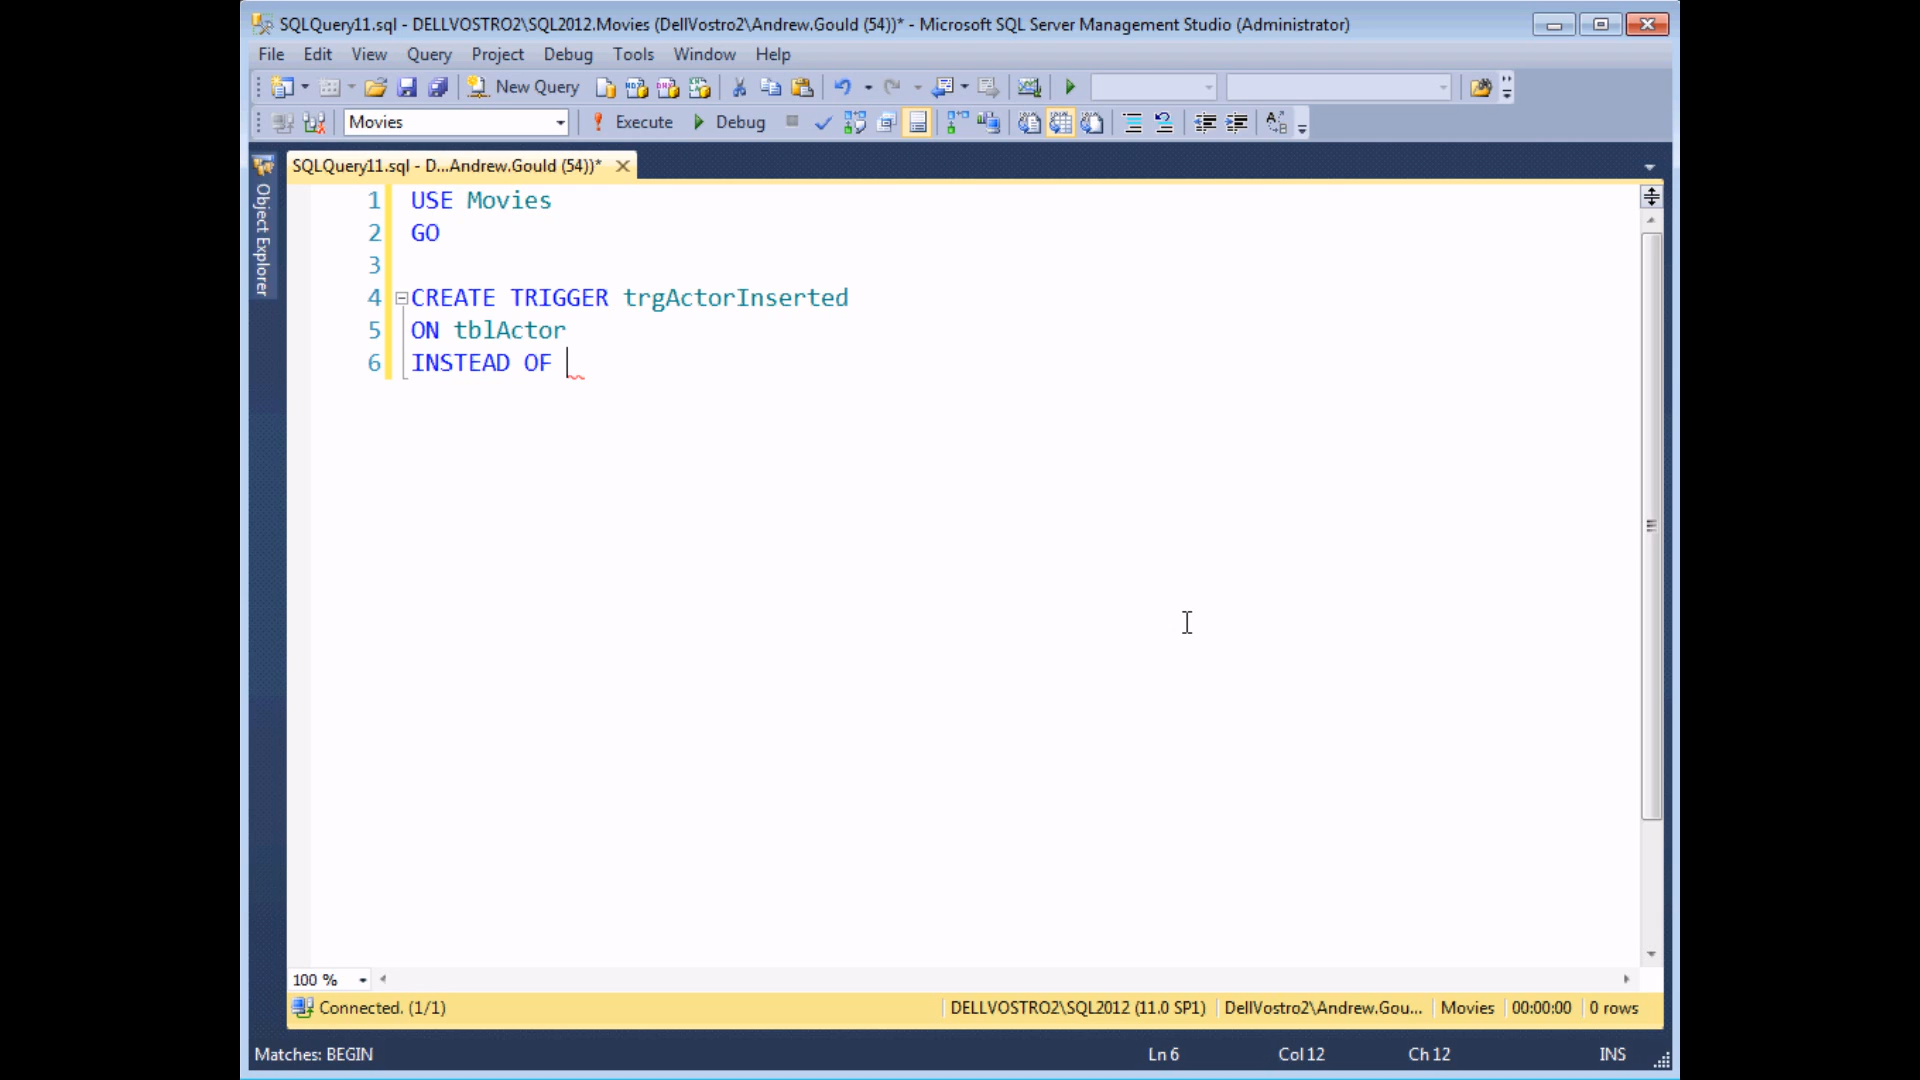 SQLQuery11.sql - DELLVOSTRO2\SQL2012.Movies (DellVostro2\Andrew.Gould (54))* - Microsoft SQL Server Management Studio (Administrator)
File Edit View Query Project Debug Tools Window Help
New Query
Movies Execute Debug
SQLQuery11.sql - D...Andrew.Gould (54))*
Object Explorer
1 USE Movies
2 GO
3
4 CREATE TRIGGER trgActorInserted
5 ON tblActor
6 INSTEAD OF
100 %
Connected. (1/1) DELLVOSTRO2\SQL2012 (11.0 SP1) DellVostro2\Andrew.Gou... Movies 00:00:00 0 rows
Matches: BEGIN Ln 6 Col 12 Ch 12 INS